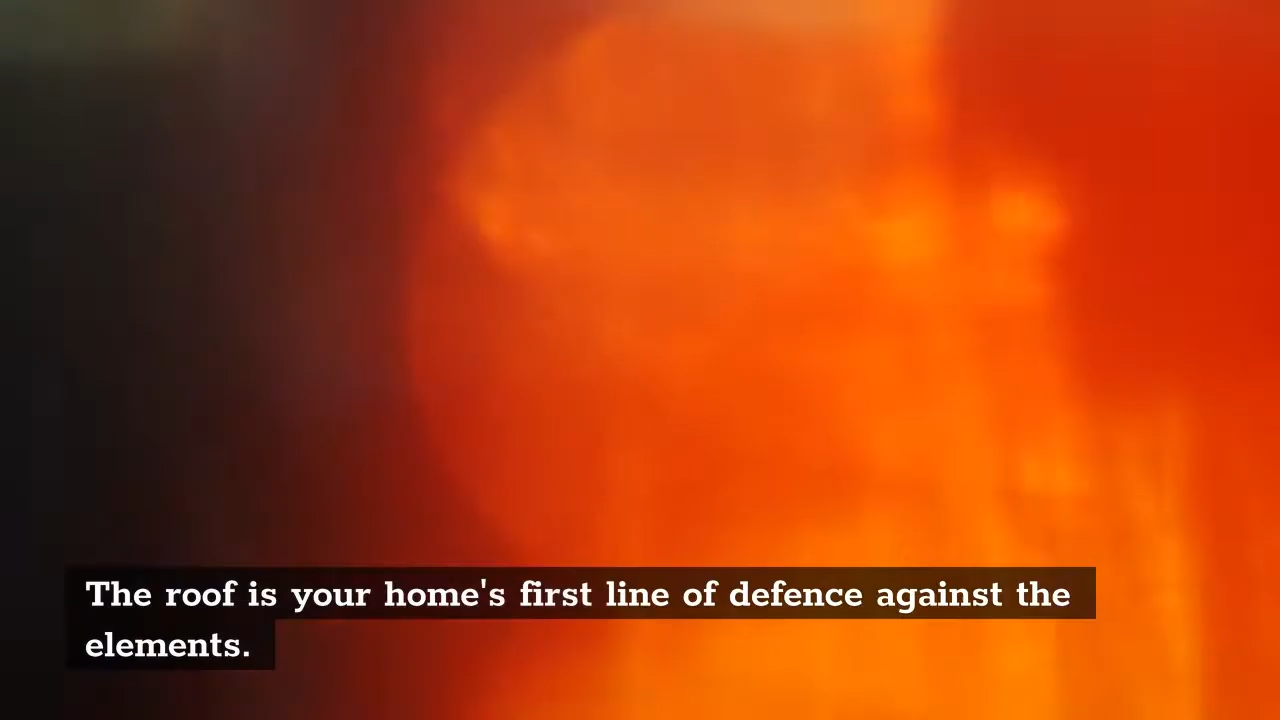 The roof is your home's first line of defence against the
elements.